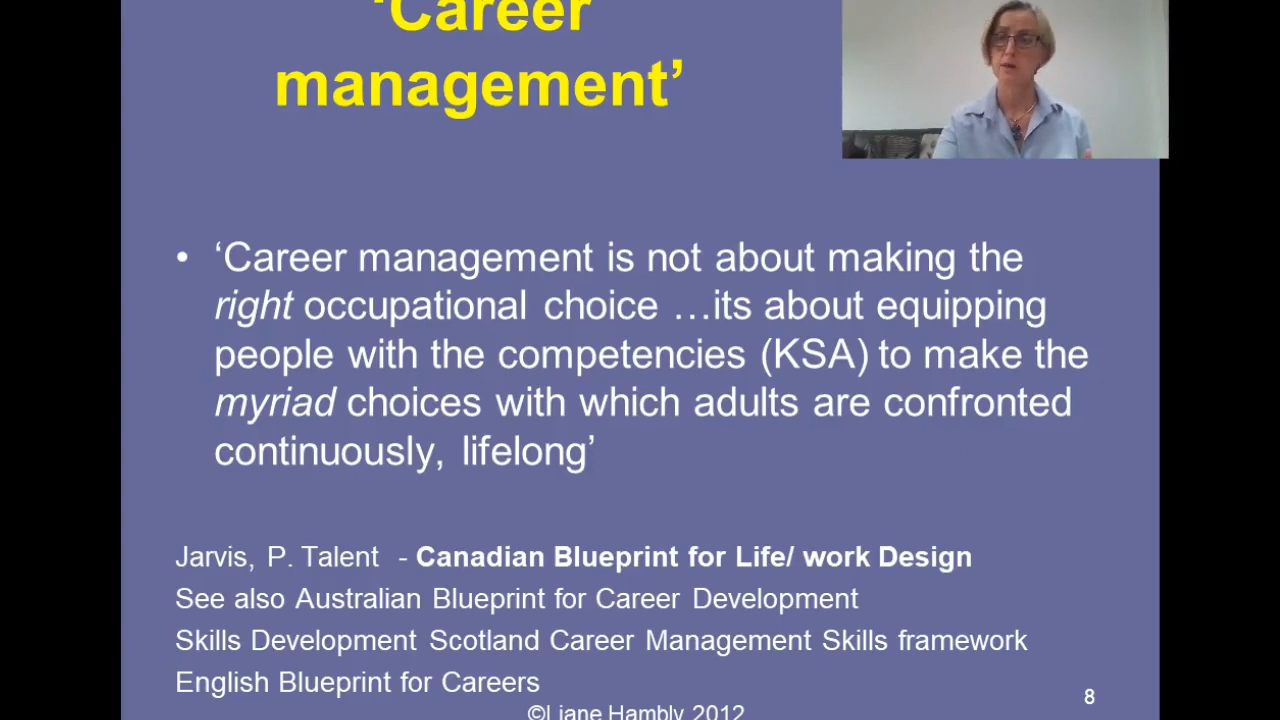 ‘Career
management’
• ‘Career management is not about making the
right occupational choice …its about equipping
people with the competencies (KSA) to make the
myriad choices with which adults are confronted
continuously, lifelong’
Jarvis, P. Talent - Canadian Blueprint for Life/ work Design
See also Australian Blueprint for Career Development
Skills Development Scotland Career Management Skills framework
English Blueprint for Careers
©Liane Hambly 2012
8